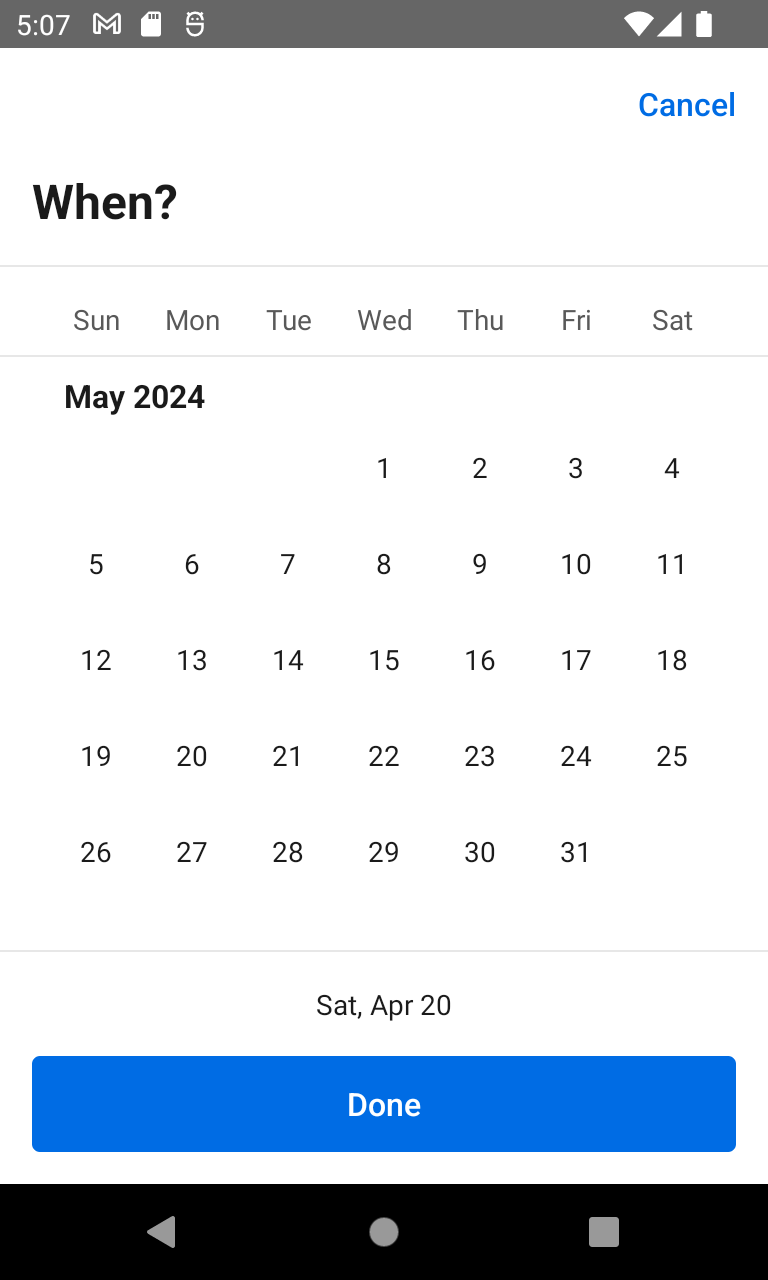 5:07
Cancel
When?
Sun Mon Tue Wed Thu Fri Sat
May 2024
1 2 3 4
5 6 7 8 9 10 11
12 13 14 15 16 17 18
19 20 21 22 23 24 25
26 27 28 29 30 31
Sat, Apr 20
Done